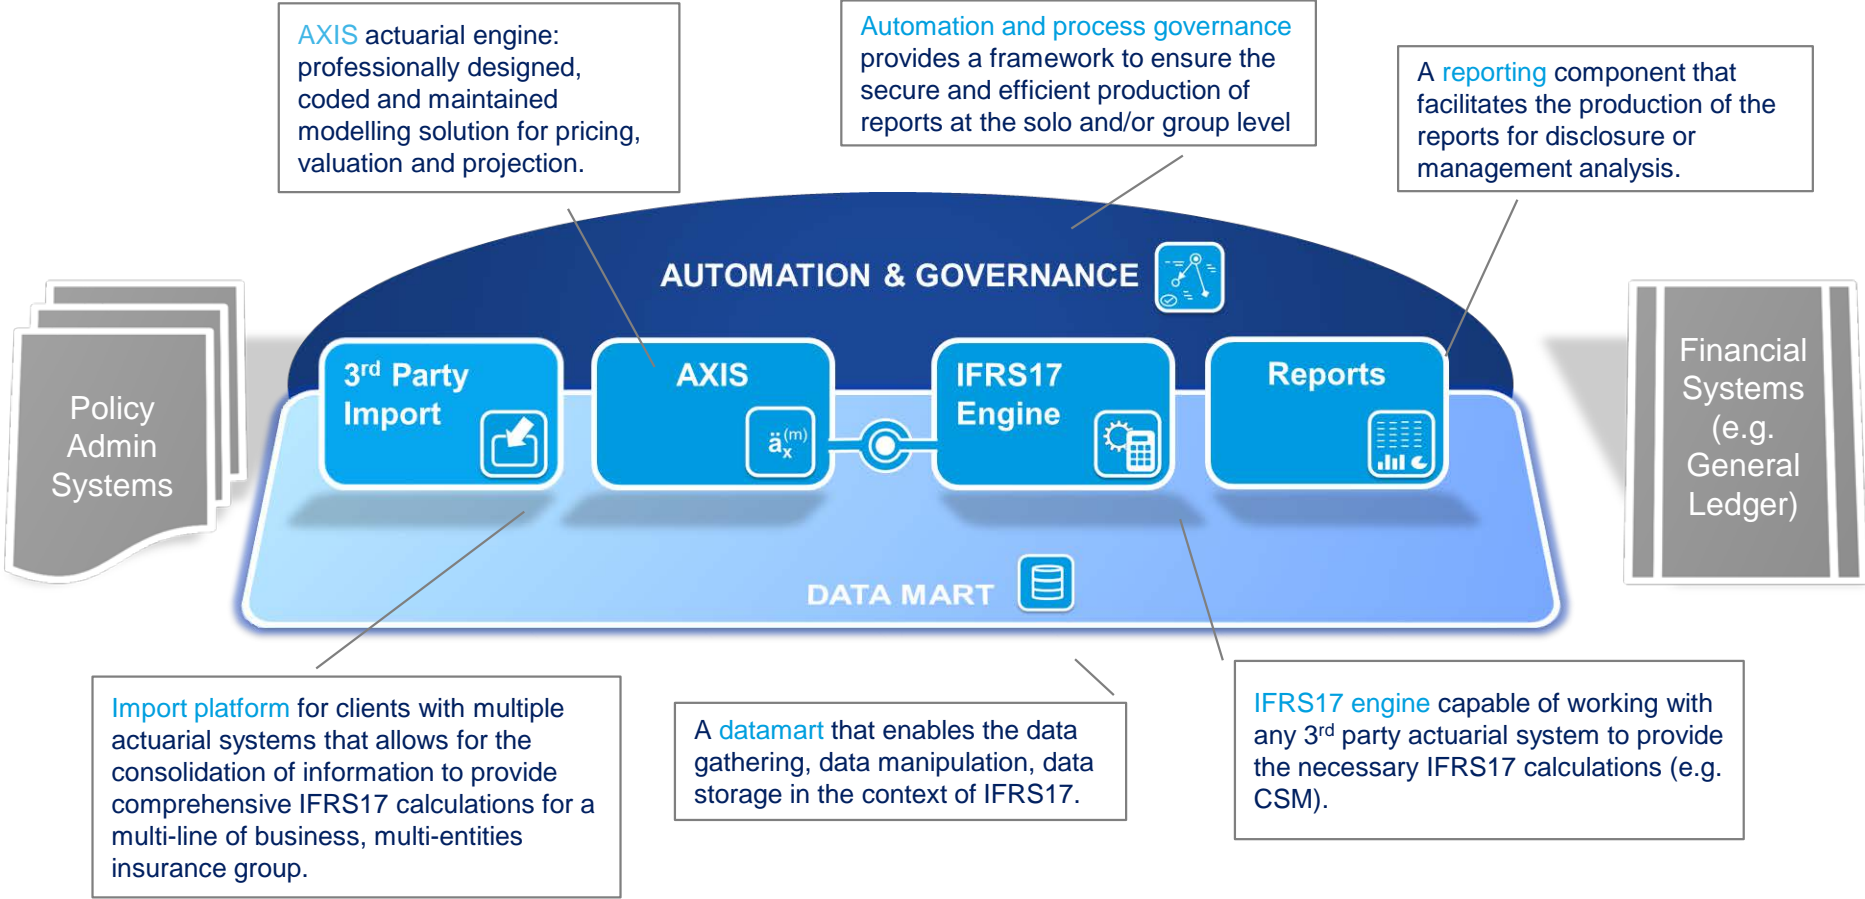 AXIS actuarial engine:
professionally designed,
coded and maintained
modelling solution for pricing,
valuation and projection.
Automation and process governance
provides a framework to ensure the
secure and efficient production of
reports at the solo and/or group level
A reporting component that
facilitates the production of the
reports for disclosure or
management analysis.
AUTOMATION & GOVERNANCE
Policy
Admin
Systems
3rd Party
Import
AXIS
ä(m)x
IFRS17
Engine
Reports
Financial
Systems
(e.g.
General
Ledger)
DATA MART
Import platform for clients with multiple
actuarial systems that allows for the
consolidation of information to provide
comprehensive IFRS17 calculations for a
multi-line of business, multi-entities
insurance group.
A datamart that enables the data
gathering, data manipulation, data
storage in the context of IFRS17.
IFRS17 engine capable of working with
any 3rd party actuarial system to provide
the necessary IFRS17 calculations (e.g.
CSM).